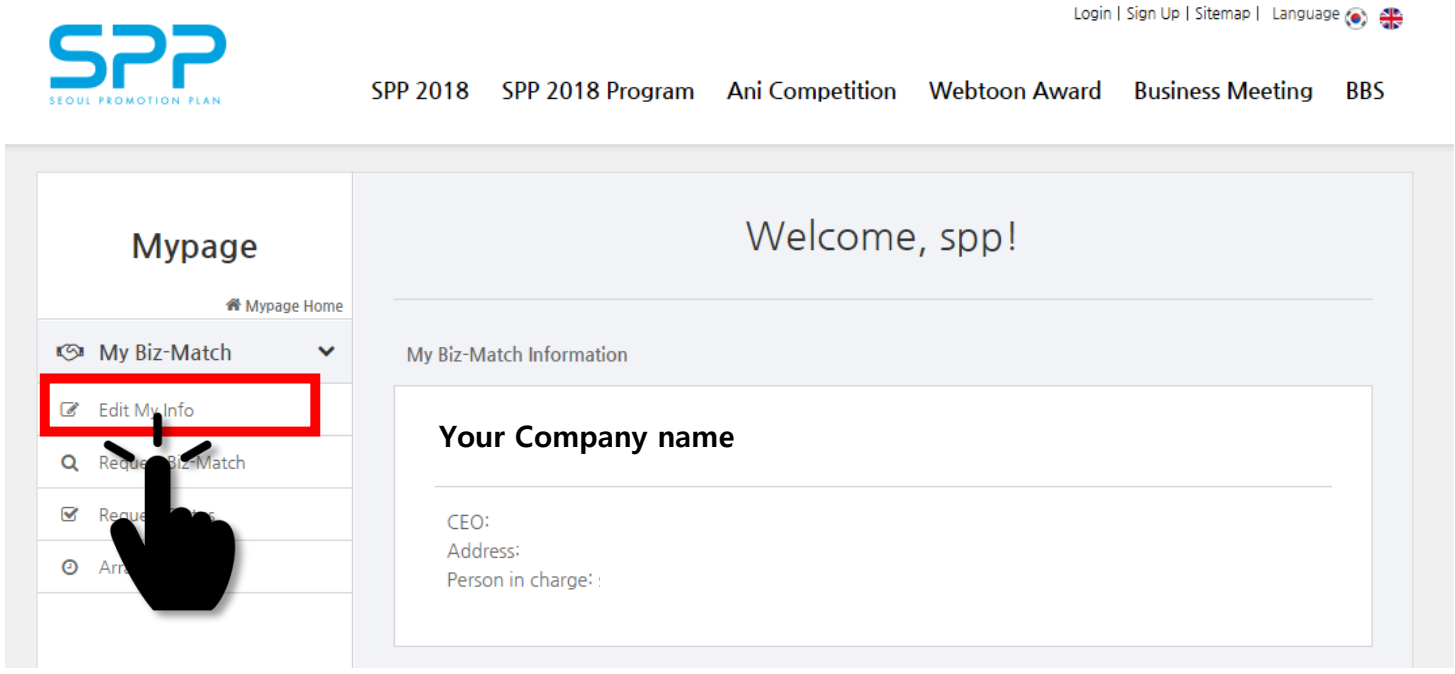 Login | Sign Up | Sitemap | Language
SPP
SEOUL PROMOTION PLAN
SPP 2018 SPP 2018 Program Ani Competition Webtoon Award Business Meeting BBS
Mypage
Mypage Home
My Biz-Match
Edit My Info
Biz-Match
Welcome, spp!
My Biz-Match Information
Your Company name
CEO:
Address:
Person in charge: :